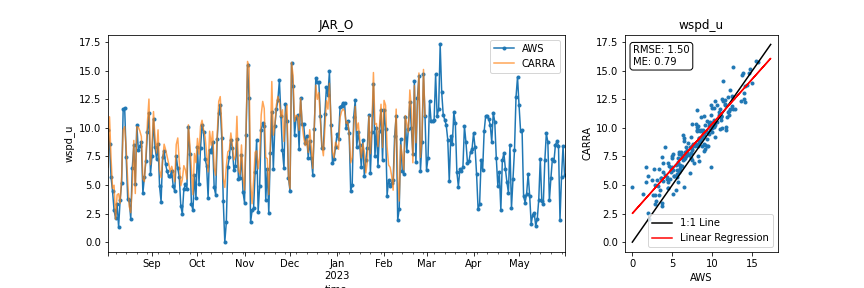 JAR_O
wspd_u
17.5
15.0
12.5
10.0
7.5
5.0
2.5
0.0
AWS
CARRA
Sep
Oct
Nov
Dec
Jan
2023
Feb
Mar
Apr
May
time
wspd_u
CARRA
17.5
15.0
12.5
10.0
7.5
5.0
2.5
0.0
RMSE: 1.50
ME: 0.79
1:1 Line
Linear Regression
0
5
10
15
AWS